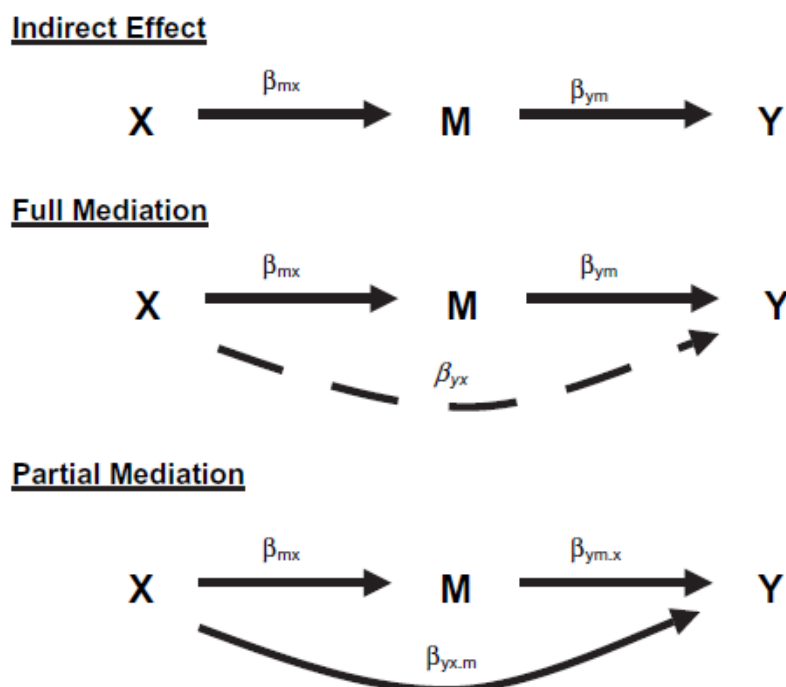 Indirect Effect
βmx βym
X M Y
Full Mediation
βmx βym
X M Y
βyx
Partial Mediation
βmx βym.x
X M Y
βyx.m